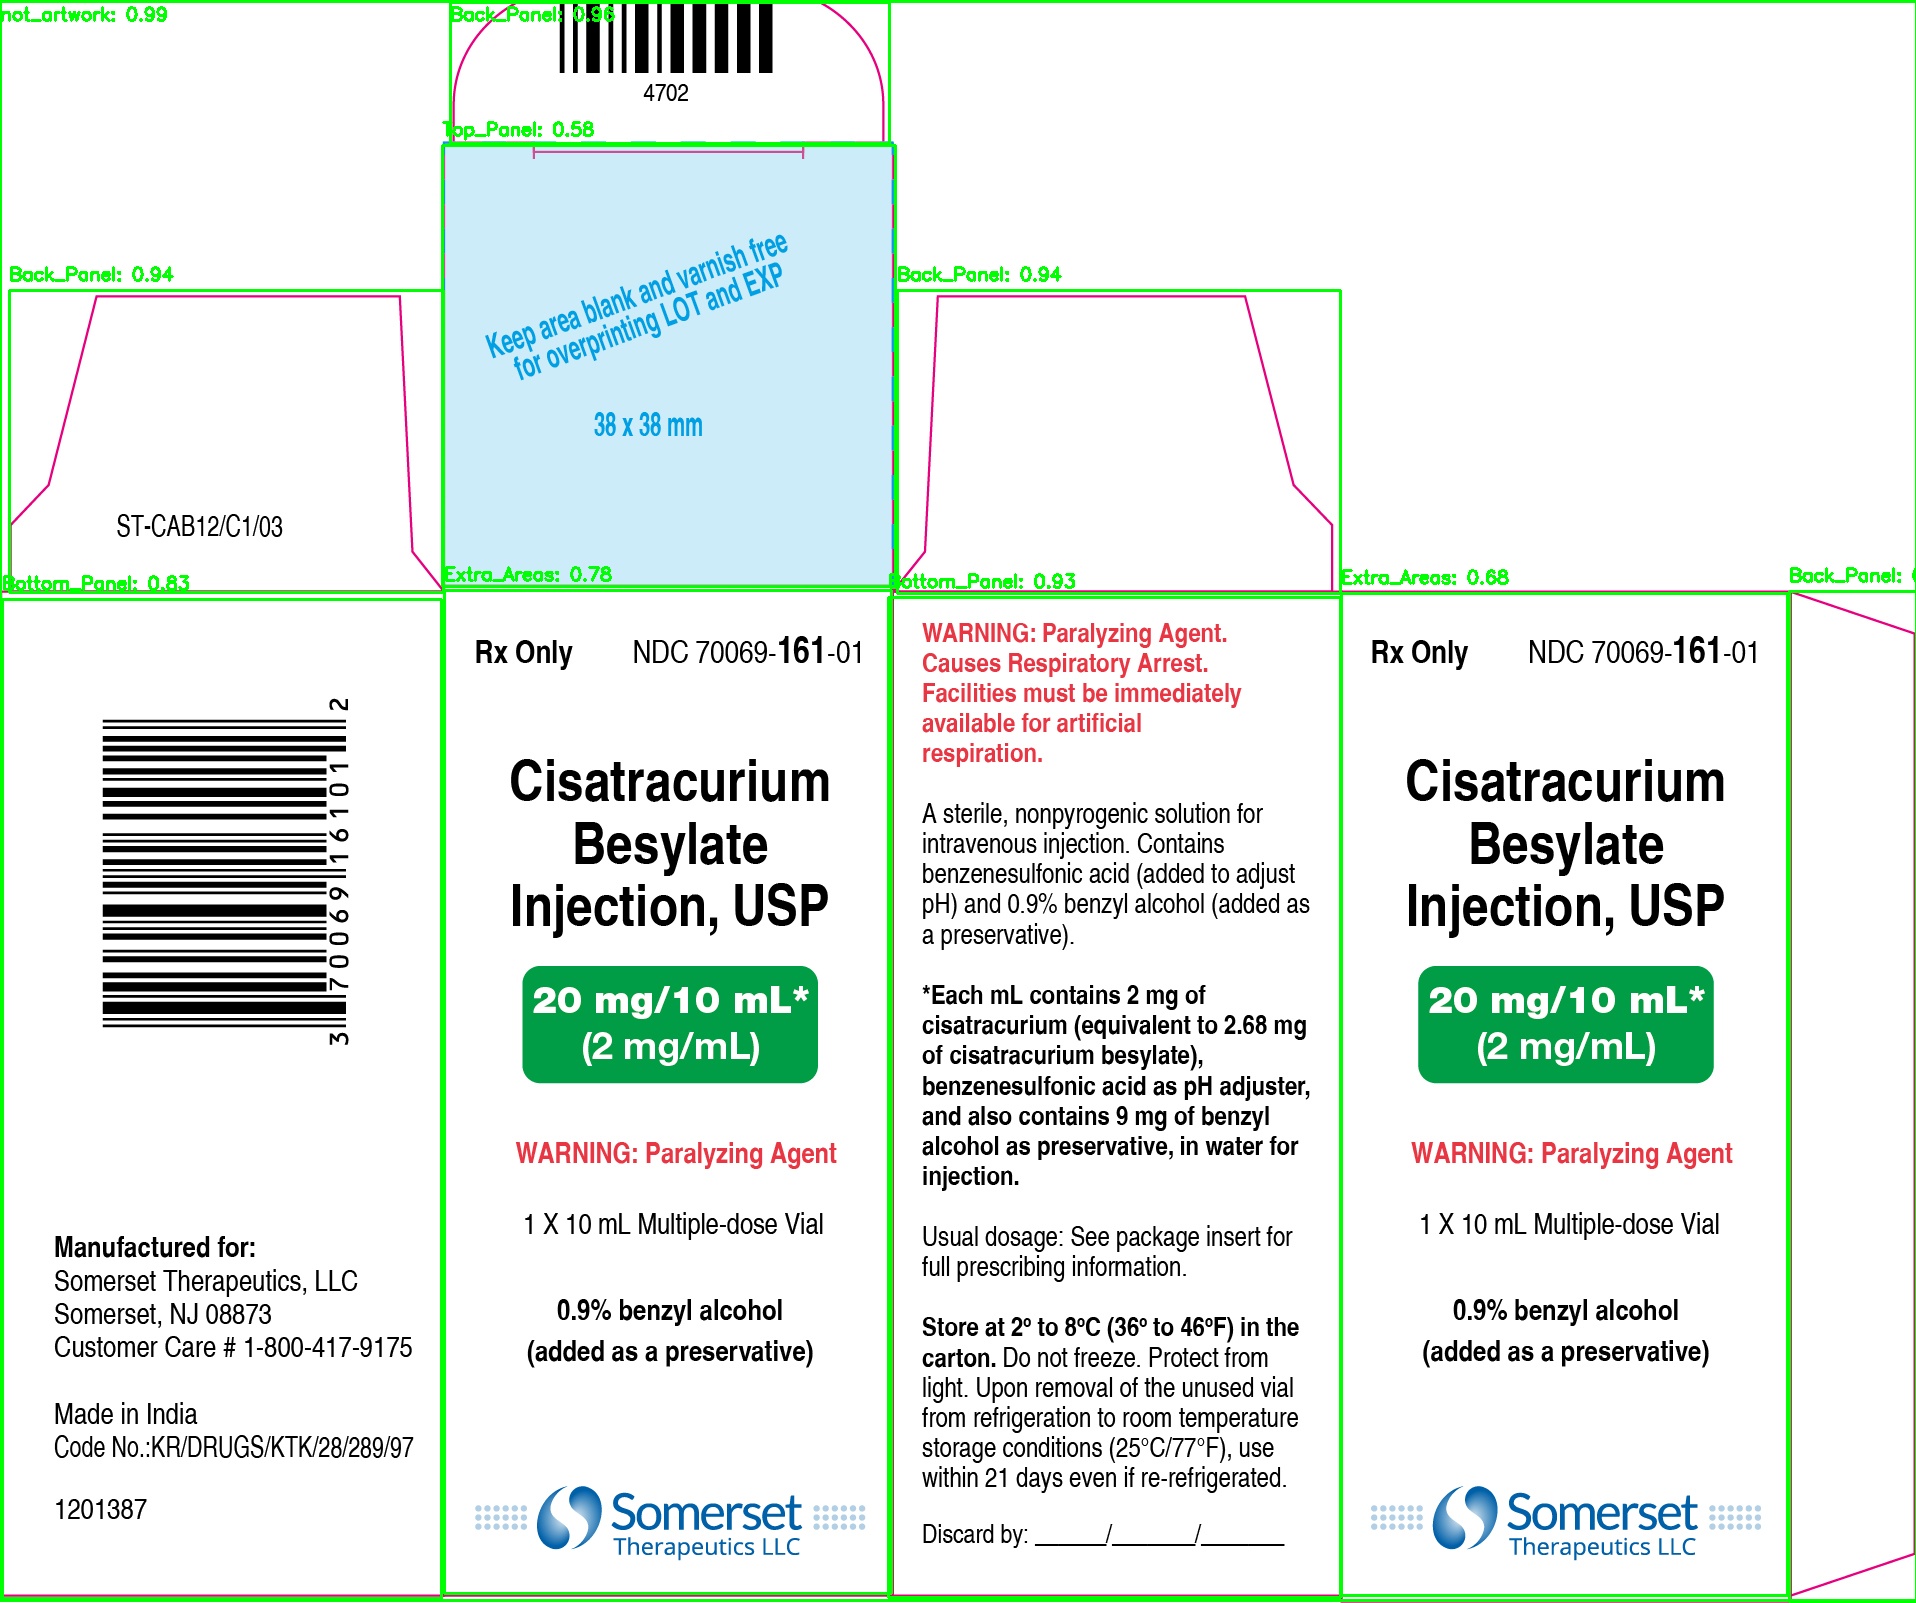 not_artwork: 0.99
Back_Panel: 0.96
4702
Top_Panel: 0.58
Keep area blank and varnish free
for overprinting LOT and EXP
38 x 38 mm
Back_Panel: 0.94
ST-CAB12/C1/03
Back_Panel: 0.94
Bottom_Panel: 0.83
3 70069 16101 2
Manufactured for:
Somerset Therapeutics, LLC
Somerset, NJ 08873
Customer Care # 1-800-417-9175
Made in India
Code No.:KR/DRUGS/KTK/28/289/97
1201387
Extra_Areas: 0.78
Rx Only NDC 70069-161-01
Cisatracurium
Besylate
Injection, USP
20 mg/10 mL*
(2 mg/mL)
WARNING: Paralyzing Agent
1 X 10 mL Multiple-dose Vial
0.9% benzyl alcohol
(added as a preservative)
Somerset
Therapeutics LLC
Bottom_Panel: 0.93
WARNING: Paralyzing Agent.
Causes Respiratory Arrest.
Facilities must be immediately
available for artificial
respiration.
A sterile, nonpyrogenic solution for
intravenous injection. Contains
benzenesulfonic acid (added to adjust
pH) and 0.9% benzyl alcohol (added as
a preservative).
*Each mL contains 2 mg of
cisatracurium (equivalent to 2.68 mg
of cisatracurium besylate),
benzenesulfonic acid as pH adjuster,
and also contains 9 mg of benzyl
alcohol as preservative, in water for
injection.
Usual dosage: See package insert for
full prescribing information.
Store at 2º to 8ºC (36º to 46ºF) in the
carton. Do not freeze. Protect from
light. Upon removal of the unused vial
from refrigeration to room temperature
storage conditions (25°C/77°F), use
within 21 days even if re-refrigerated.
Discard by: ______/_______/_______
Extra_Areas: 0.68
Rx Only NDC 70069-161-01
Cisatracurium
Besylate
Injection, USP
20 mg/10 mL*
(2 mg/mL)
WARNING: Paralyzing Agent
1 X 10 mL Multiple-dose Vial
0.9% benzyl alcohol
(added as a preservative)
Somerset
Therapeutics LLC
Back_Panel: